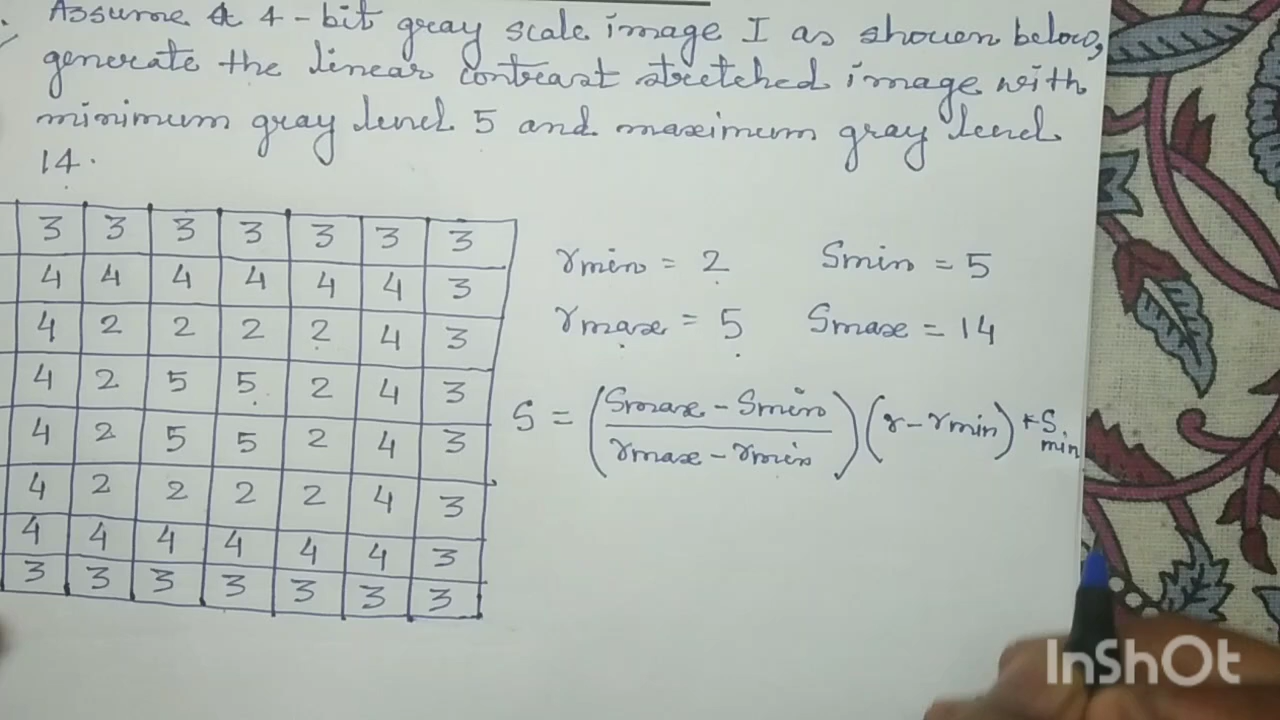 Assume A 4-bit gray scale image I as shown below,
generate the linear contrast stretched image with
minimum gray level 5 and maximum gray level
14.
3 3 3 3 3 3 3
4 4 4 4 4 4 3
4 2 2 2 2 4 3
4 2 5 5 2 4 3
4 2 5 5 2 4 3
4 2 2 2 2 4 3
4 4 4 4 4 4 3
3 3 3 3 3 3 3
rmin = 2 Smin = 5
rmax = 5 Smax = 14
S = (Smax - Smin / rmax - rmin) (r - rmin) + Smin
InShOt